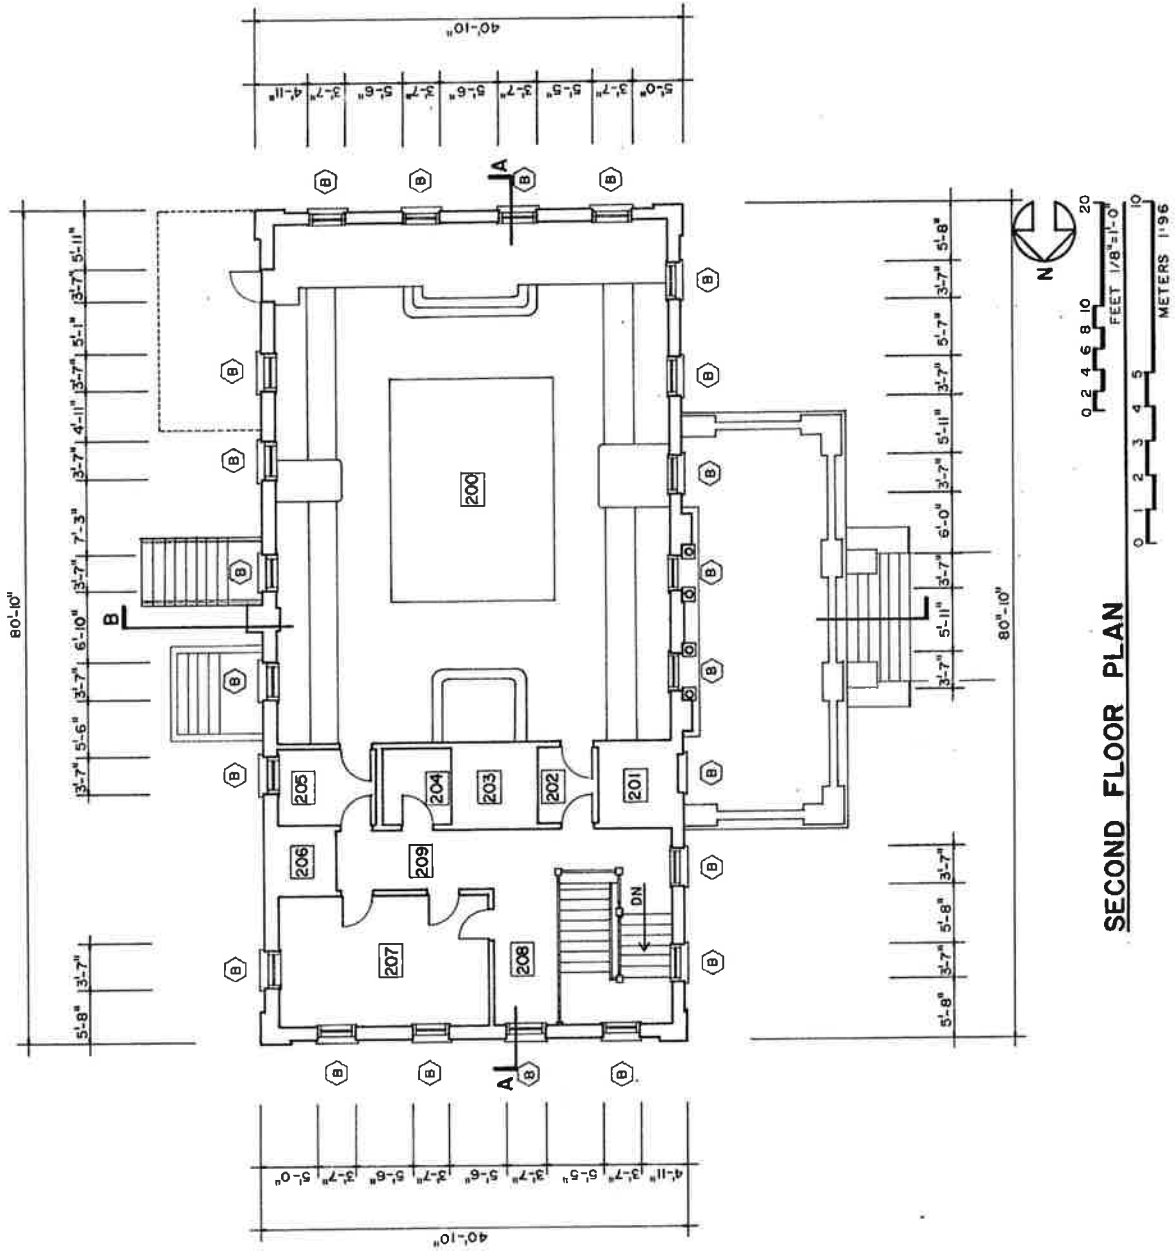 80'-10"
5'-8" 3'-7" 3'-7" 5'-6" 3'-7" 6'-10" 3'-7" 7'-3" 3'-7" 4'-11" 3'-7" 5'-1" 3'-7" 5'-11"
B
B B B B B B
40'-10"
5'-0" 3'-7" 5'-6" 3'-7" 5'-6" 3'-7" 5'-5" 3'-7" 4'-11"
B B B B
A
206 205
207 209 204
203
200
208 202
201
DN
A
B B B B
4'-11" 3'-7" 5'-6" 3'-7" 5'-6" 3'-7" 5'-5" 3'-7" 5'-0"
40'-10"
B B B B B B B B
5'-8" 3'-7" 5'-8" 3'-7" 3'-7" 5'-11" 3'-7" 6'-0" 3'-7" 5'-11" 3'-7" 5'-7" 3'-7" 5'-8"
80'-10"
SECOND FLOOR PLAN
N
0 2 4 6 8 10 20
FEET 1/8"=1'-0"
0 1 2 3 4 5 10
METERS 1:96